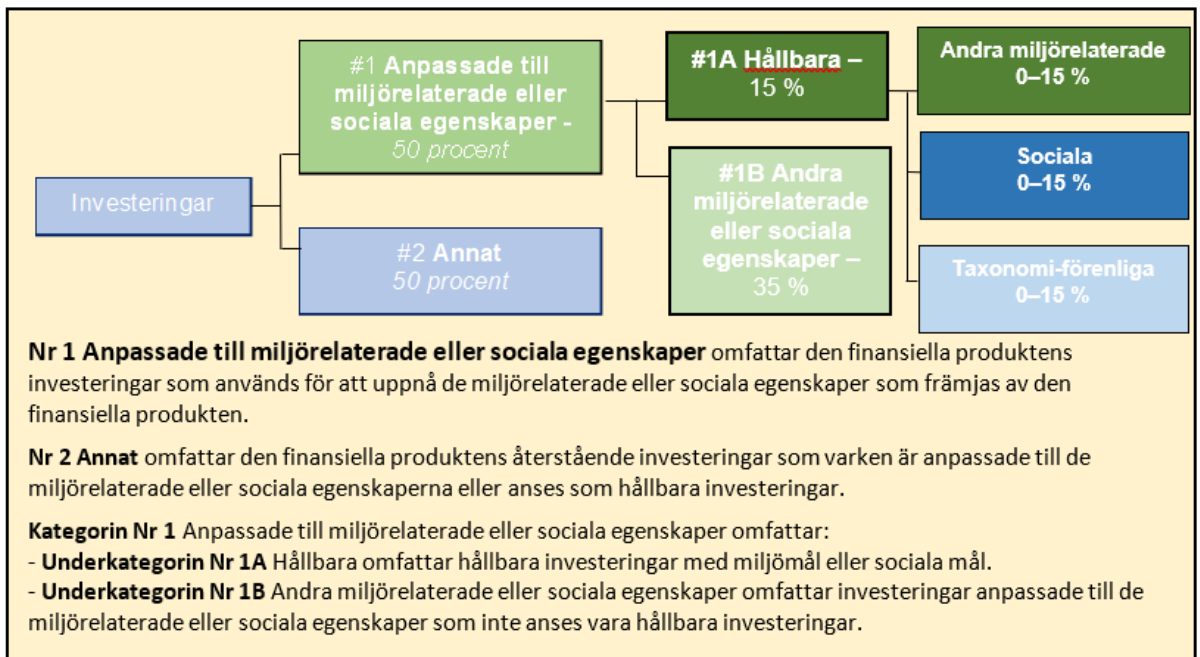 Investeringar
#1 Anpassade till
miljörelaterade eller
sociala egenskaper -
50 procent
#2 Annat
50 procent
#1A Hållbara –
15 %
#1B Andra
miljörelaterade
eller sociala
egenskaper –
35 %
Andra miljörelaterade
0–15 %
Sociala
0–15 %
Taxonomi-förenliga
0–15 %
Nr 1 Anpassade till miljörelaterade eller sociala egenskaper omfattar den finansiella produktens
investeringar som används för att uppnå de miljörelaterade eller sociala egenskaper som främjas av den
finansiella produkten.
Nr 2 Annat omfattar den finansiella produktens återstående investeringar som varken är anpassade till de
miljörelaterade eller sociala egenskaperna eller anses som hållbara investeringar.
Kategorin Nr 1 Anpassade till miljörelaterade eller sociala egenskaper omfattar:
- Underkategorin Nr 1A Hållbara omfattar hållbara investeringar med miljömål eller sociala mål.
- Underkategorin Nr 1B Andra miljörelaterade eller sociala egenskaper omfattar investeringar anpassade till de
miljörelaterade eller sociala egenskaper som inte anses vara hållbara investeringar.